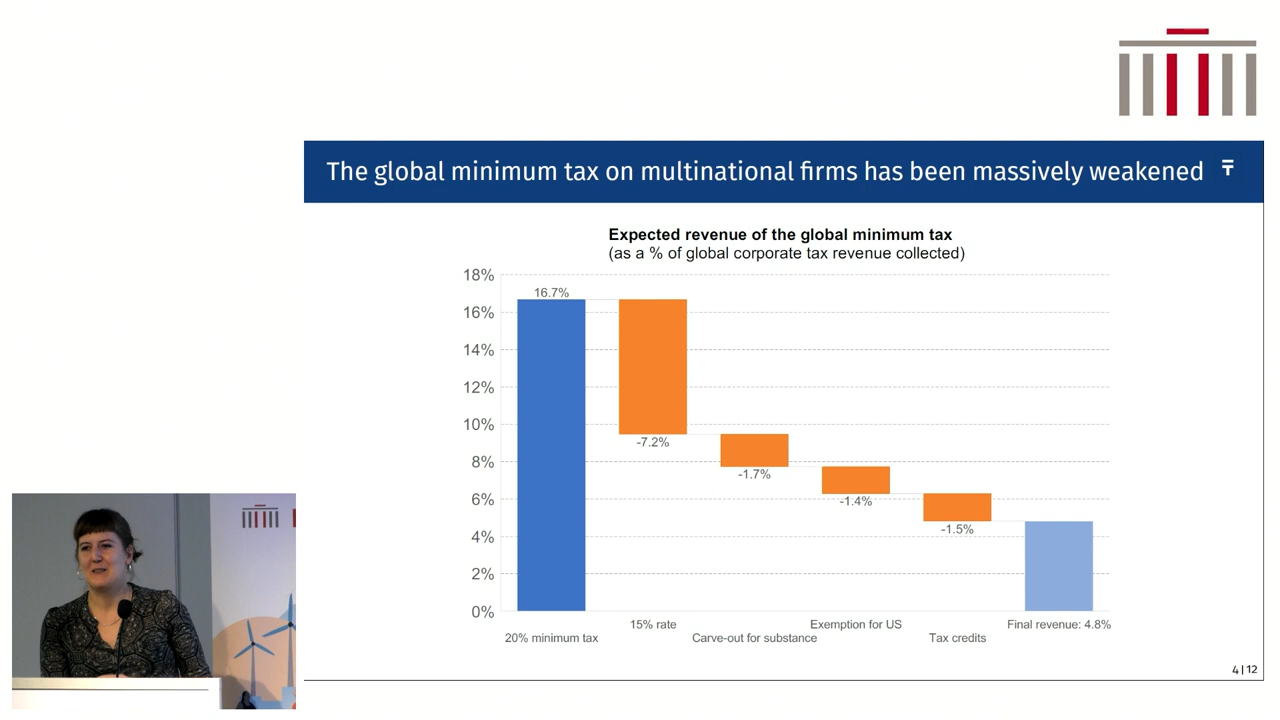 The global minimum tax on multinational firms has been massively weakened
Expected revenue of the global minimum tax
(as a % of global corporate tax revenue collected)
18%
16%
14%
12%
10%
8%
6%
4%
2%
0%
16.7%
-7.2%
-1.7%
-1.4%
-1.5%
20% minimum tax
15% rate
Carve-out for substance
Exemption for US
Tax credits
Final revenue: 4.8%
4|12